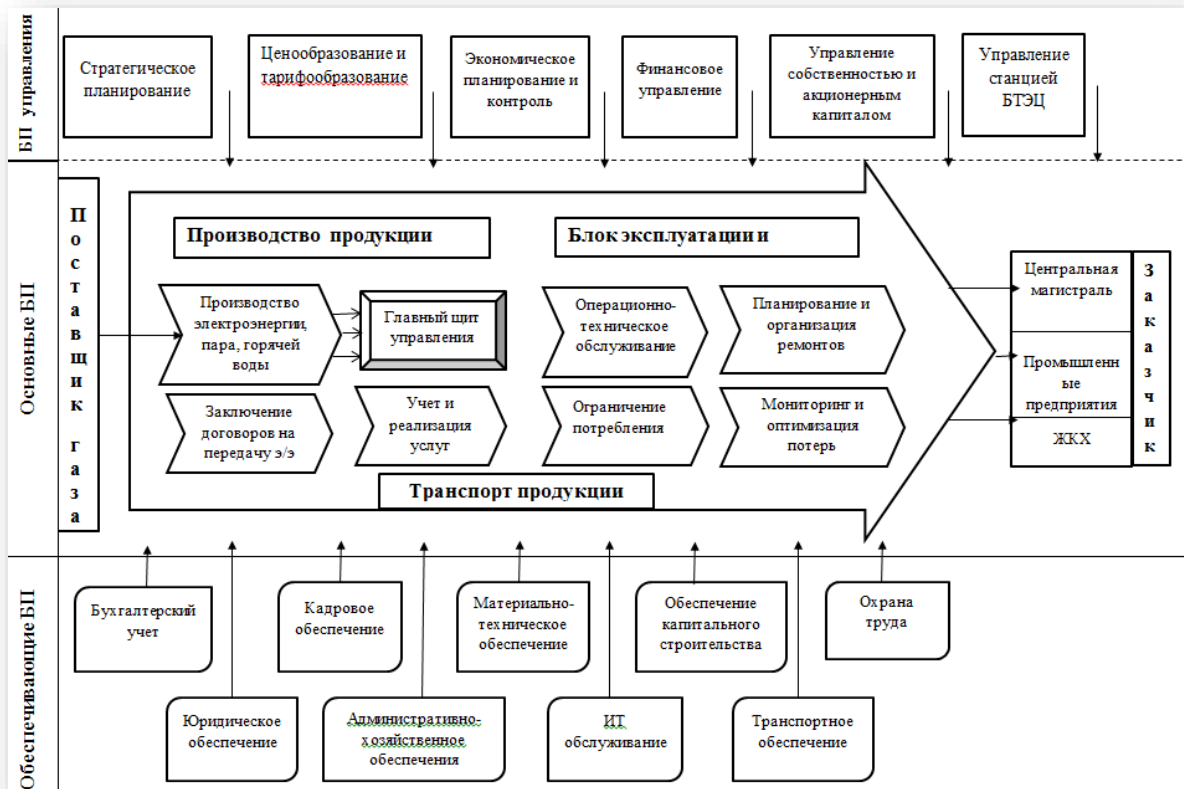 БП управления
Стратегическое
планирование
Ценообразование и
тарифообразование
Экономическое
планирование и
контроль
Финансовое
управление
Управление
собственностью и
акционерным
капиталом
Управление
станцией
БТЭЦ
Основные БП
Поставщик газа
Производство продукции
Блок эксплуатации и
Производство
электроэнергии,
пара, горячей
воды
Главный щит
управления
Операционно-
техническое
обслуживание
Планирование и
организация
ремонтов
Заключение
договоров на
передачу э/э
Учет и
реализация
услуг
Ограничение
потребления
Мониторинг и
оптимизация
потерь
Транспорт продукции
Центральная
магистраль
Промышленн
ые
предприятия
ЖКХ
Заказчик
Обеспечивающие БП
Бухгалтерский
учет
Кадровое
обеспечение
Материально-
техническое
обеспечение
Обеспечение
капитального
строительства
Охрана
труда
Юридическое
обеспечение
Административно-
хозяйственное
обеспечения
ИТ
обслуживание
Транспортное
обеспечение